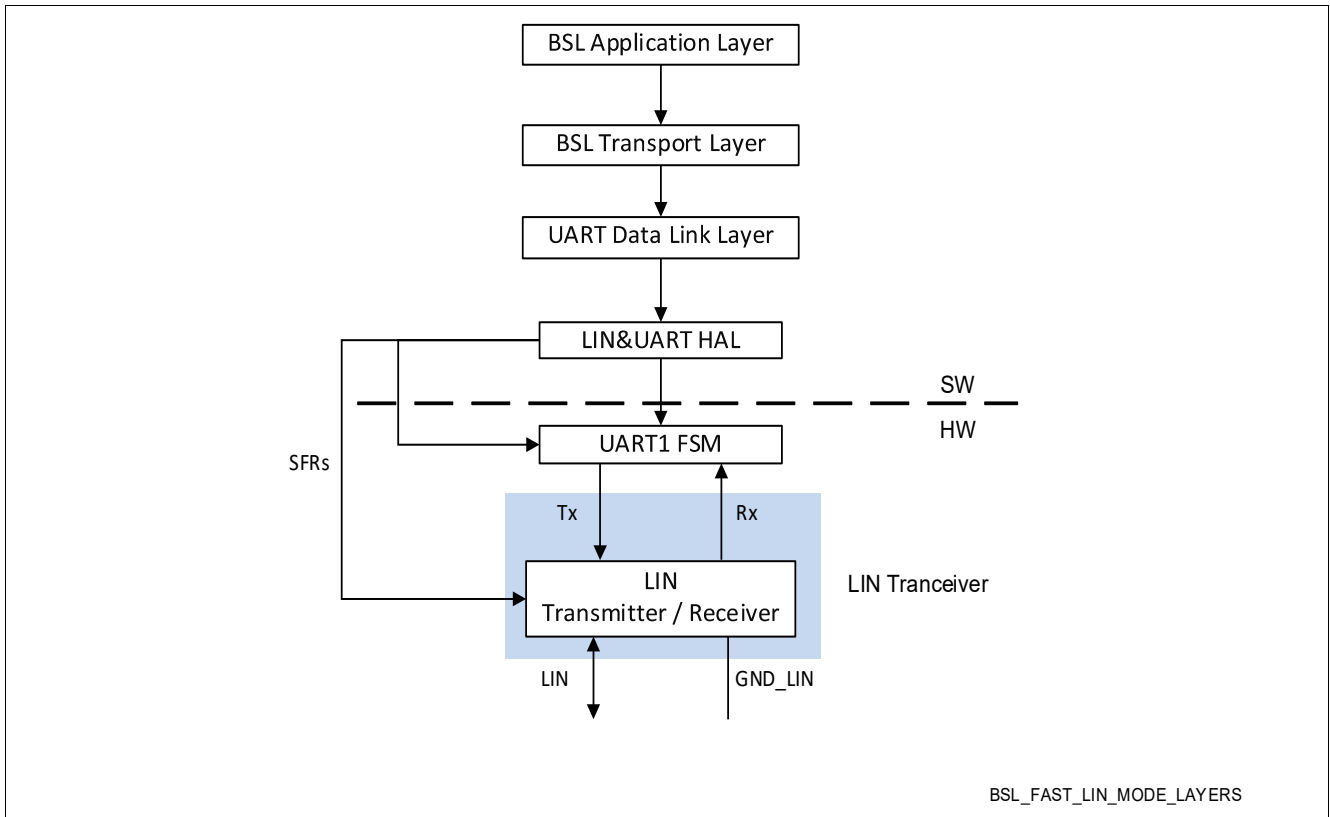 BSL Application Layer
BSL Transport Layer
UART Data Link Layer
LIN&UART HAL
SW
HW
UART1 FSM
SFRs
Tx
Rx
LIN
Transmitter / Receiver
LIN Tranceiver
LIN
GND_LIN
BSL_FAST_LIN_MODE_LAYERS